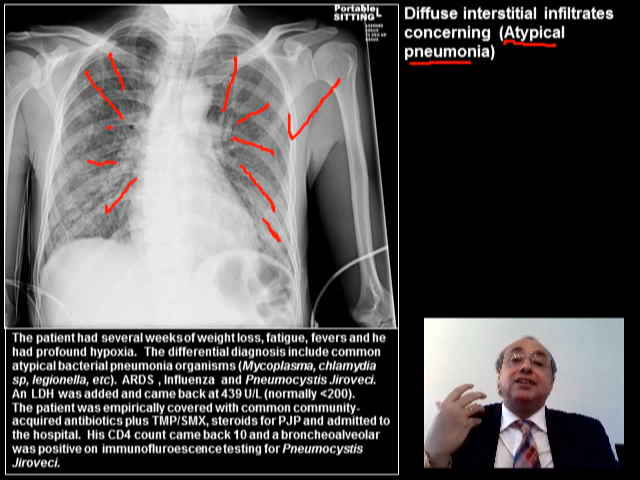 Portable
SITTING
L
Diffuse interstitial infiltrates
concerning (Atypical
pneumonia)
The patient had several weeks of weight loss, fatigue, fevers and he
had profound hypoxia. The differential diagnosis include common
atypical bacterial pneumonia organisms (Mycoplasma, chlamydia
sp, legionella, etc). ARDS , Influenza and Pneumocystis Jiroveci.
An LDH was added and came back at 439 U/L (normally <200).
The patient was empirically covered with common community-
acquired antibiotics plus TMP/SMX, steroids for PJP and admitted to
the hospital. His CD4 count came back 10 and a broncheoalveolar
was positive on immunofluroescence testing for Pneumocystis
Jiroveci.